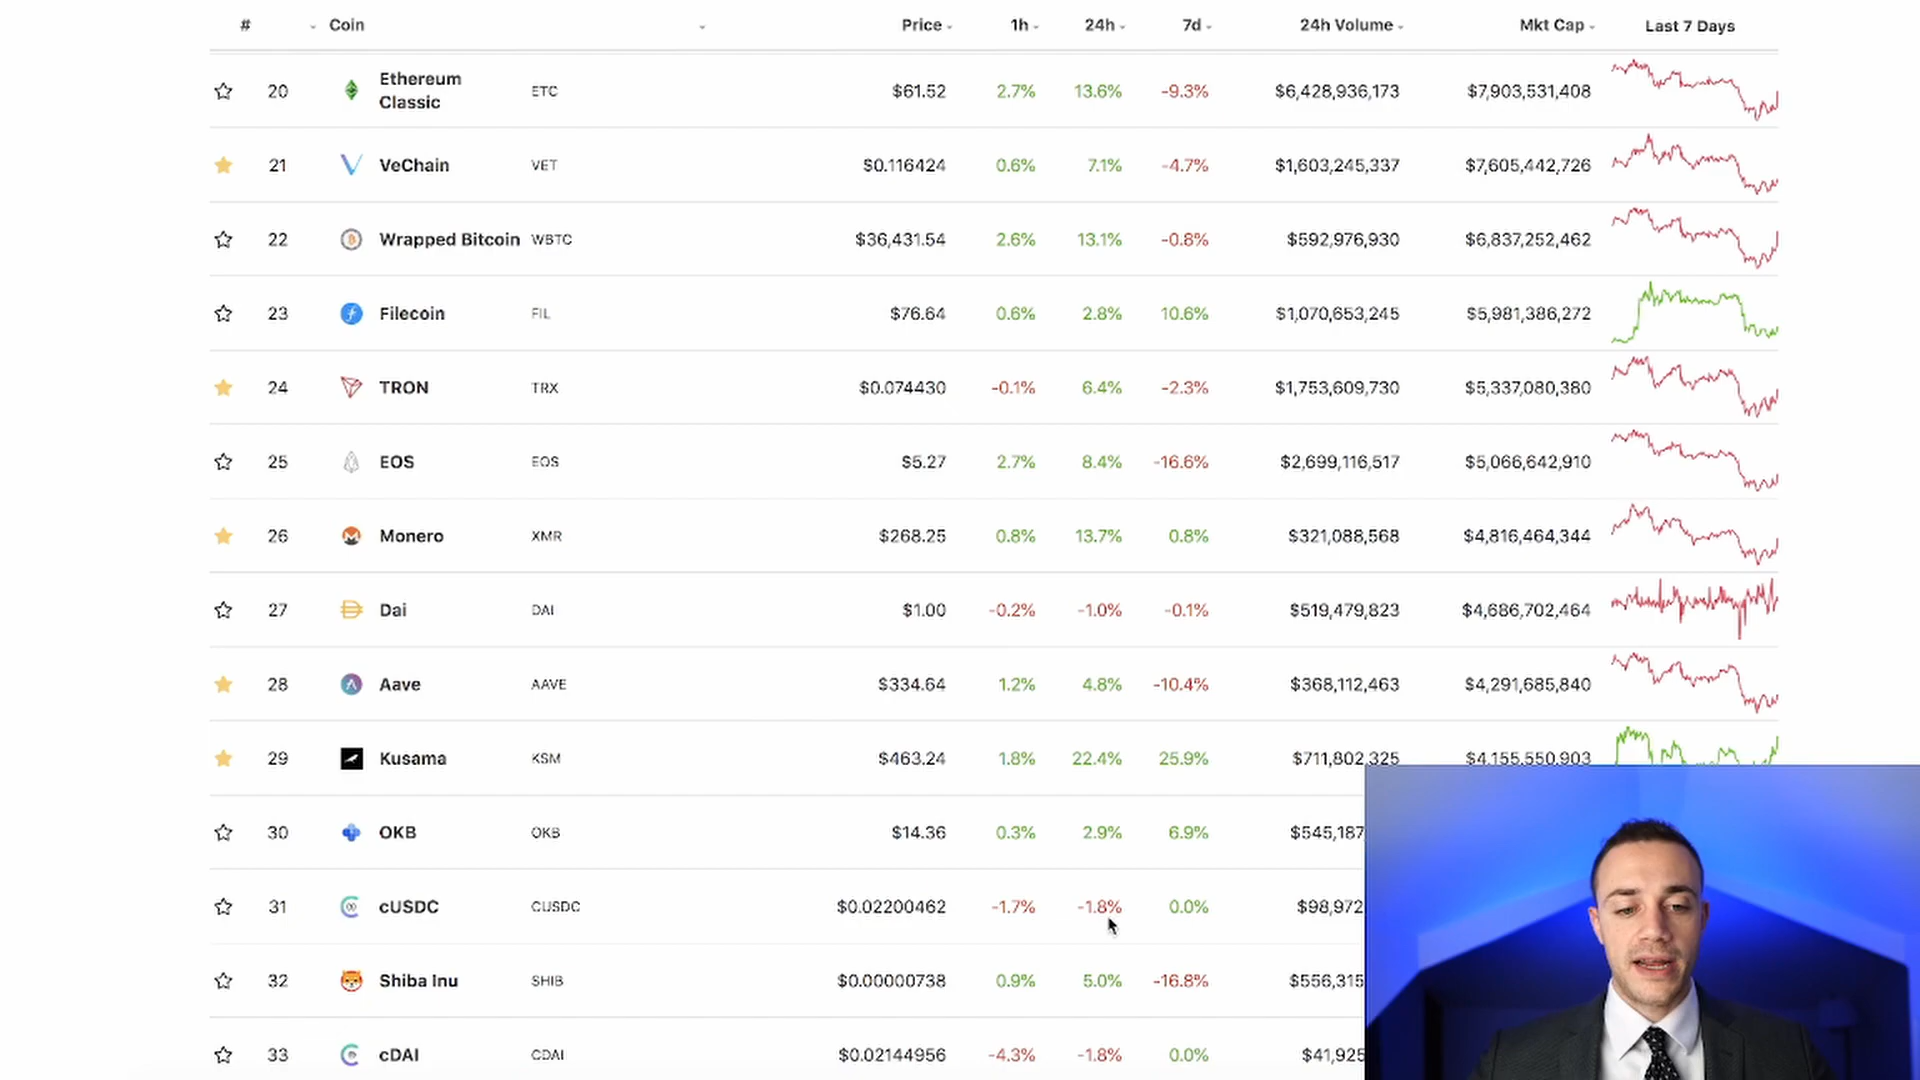 # Coin Price 1h 24h 7d 24h Volume Mkt Cap Last 7 Days
20 Ethereum Classic ETC $61.52 2.7% 13.6% -9.3% $6,428,936,173 $7,903,531,408
21 VeChain VET $0.116424 0.6% 7.1% -4.7% $1,603,245,337 $7,605,442,726
22 Wrapped Bitcoin WBTC $36,431.54 2.6% 13.1% -0.8% $592,976,930 $6,837,252,462
23 Filecoin FIL $76.64 0.6% 2.8% 10.6% $1,070,653,245 $5,981,386,272
24 TRON TRX $0.074430 -0.1% 6.4% -2.3% $1,753,609,730 $5,337,080,380
25 EOS EOS $5.27 2.7% 8.4% -16.6% $2,699,116,517 $5,066,642,910
26 Monero XMR $268.25 0.8% 13.7% 0.8% $321,088,568 $4,816,464,344
27 Dai DAI $1.00 -0.2% -1.0% -0.1% $519,479,823 $4,686,702,464
28 Aave AAVE $334.64 1.2% 4.8% -10.4% $368,112,463 $4,291,685,840
29 Kusama KSM $463.24 1.8% 22.4% 25.9% $711,802,325 $4,155,550,903
30 OKB OKB $14.36 0.3% 2.9% 6.9% $545,187
31 cUSDC CUSDC $0.02200462 -1.7% -1.8% 0.0% $98,972
32 Shiba Inu SHIB $0.00000738 0.9% 5.0% -16.8% $556,315
33 cDAI CDAI $0.02144956 -4.3% -1.8% 0.0% $41,925